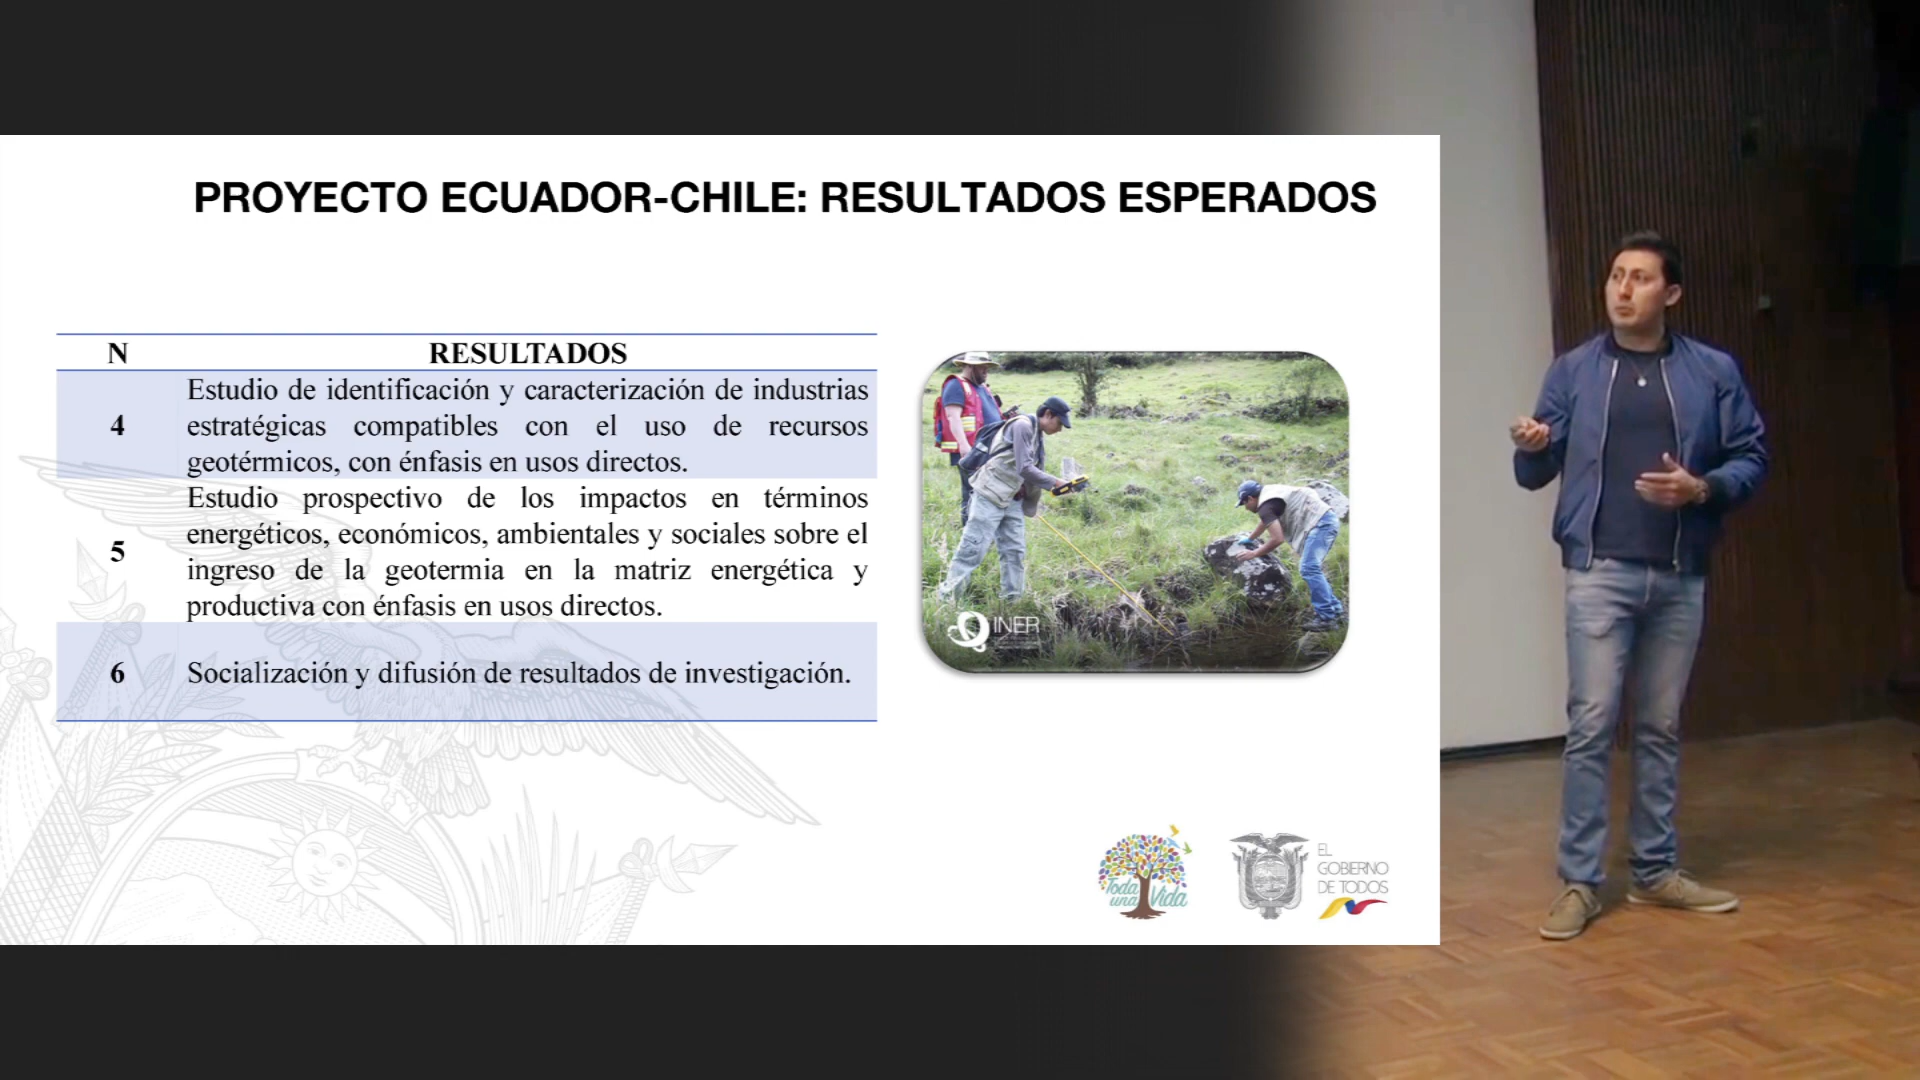 PROYECTO ECUADOR-CHILE: RESULTADOS ESPERADOS
N RESULTADOS
4 Estudio de identificación y caracterización de industrias
estratégicas compatibles con el uso de recursos
geotérmicos, con énfasis en usos directos.
5 Estudio prospectivo de los impactos en términos
energéticos, económicos, ambientales y sociales sobre el
ingreso de la geotermia en la matriz energética y
productiva con énfasis en usos directos.
6 Socialización y difusión de resultados de investigación.
INER
Toda
una Vida
EL
GOBIERNO
DE TODOS